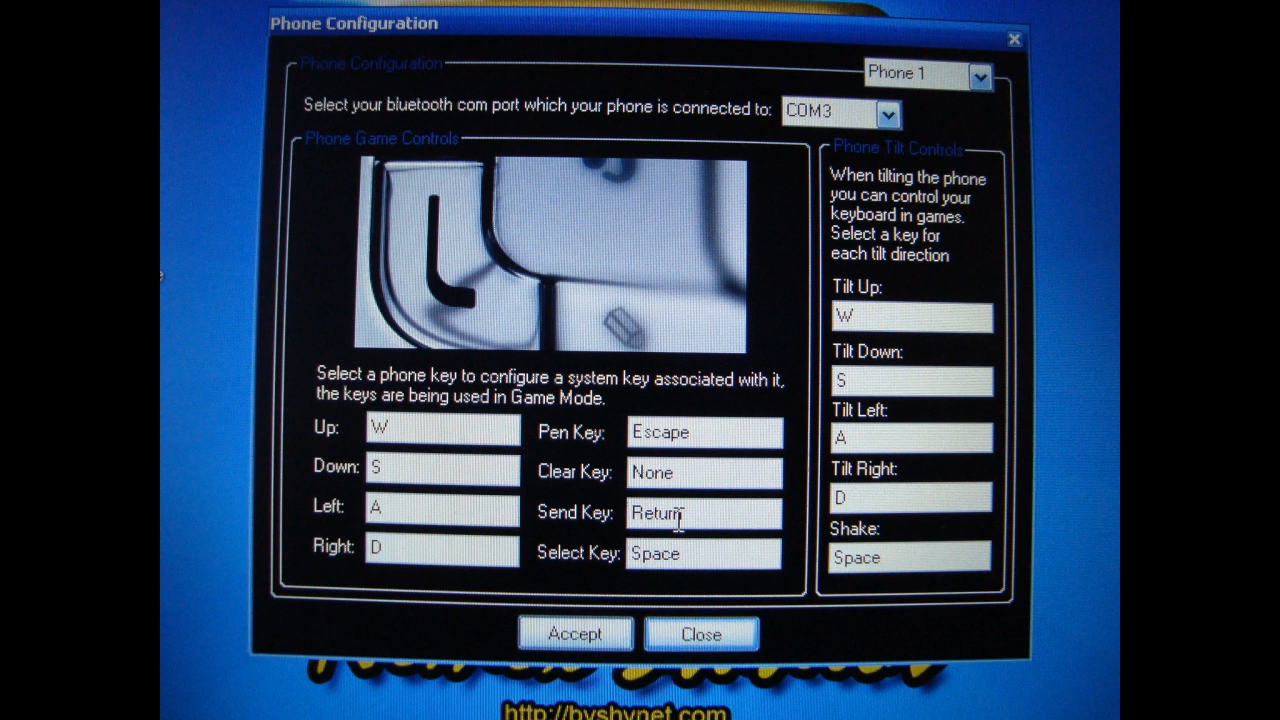 Phone Configuration
Phone Configuration
Phone 1
Select your bluetooth com port which your phone is connected to:
COM3
Phone Game Controls
Select a phone key to configure a system key associated with it,
the keys are being used in Game Mode.
Up: W
Pen Key: Escape
Down: S
Clear Key: None
Left: A
Send Key: Return
Right: D
Select Key: Space
Phone Tilt Controls
When tilting the phone
you can control your
keyboard in games.
Select a key for
each tilt direction
Tilt Up:
W
Tilt Down:
S
Tilt Left:
A
Tilt Right:
D
Shake:
Space
Accept
Close
http://byshynet.com